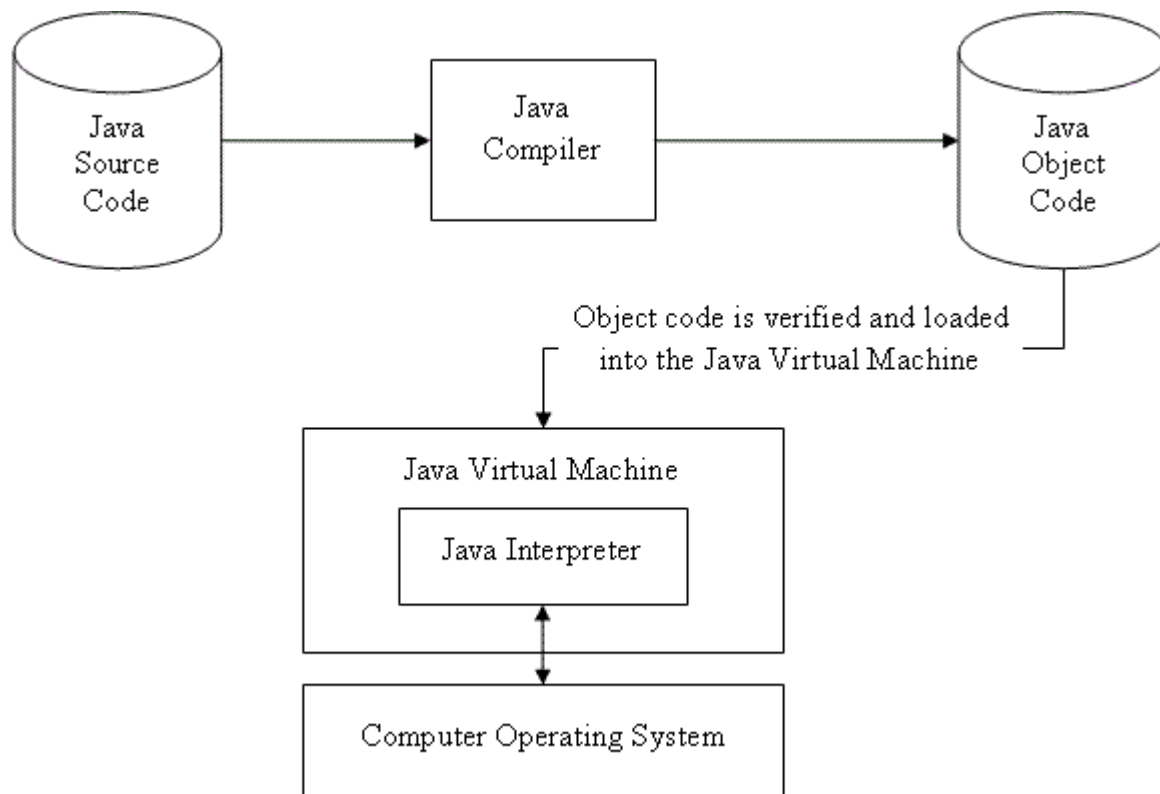 Java
Source
Code
Java
Compiler
Java
Object
Code
Object code is verified and loaded
into the Java Virtual Machine
Java Virtual Machine
Java Interpreter
Computer Operating System